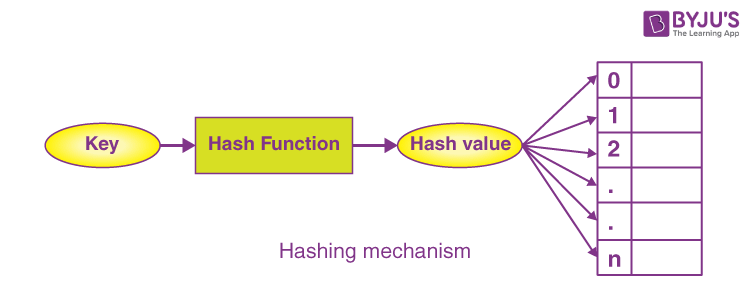 BYJU'S
The Learning App
Key
Hash Function
Hash value
0
1
2
.
.
n
Hashing mechanism